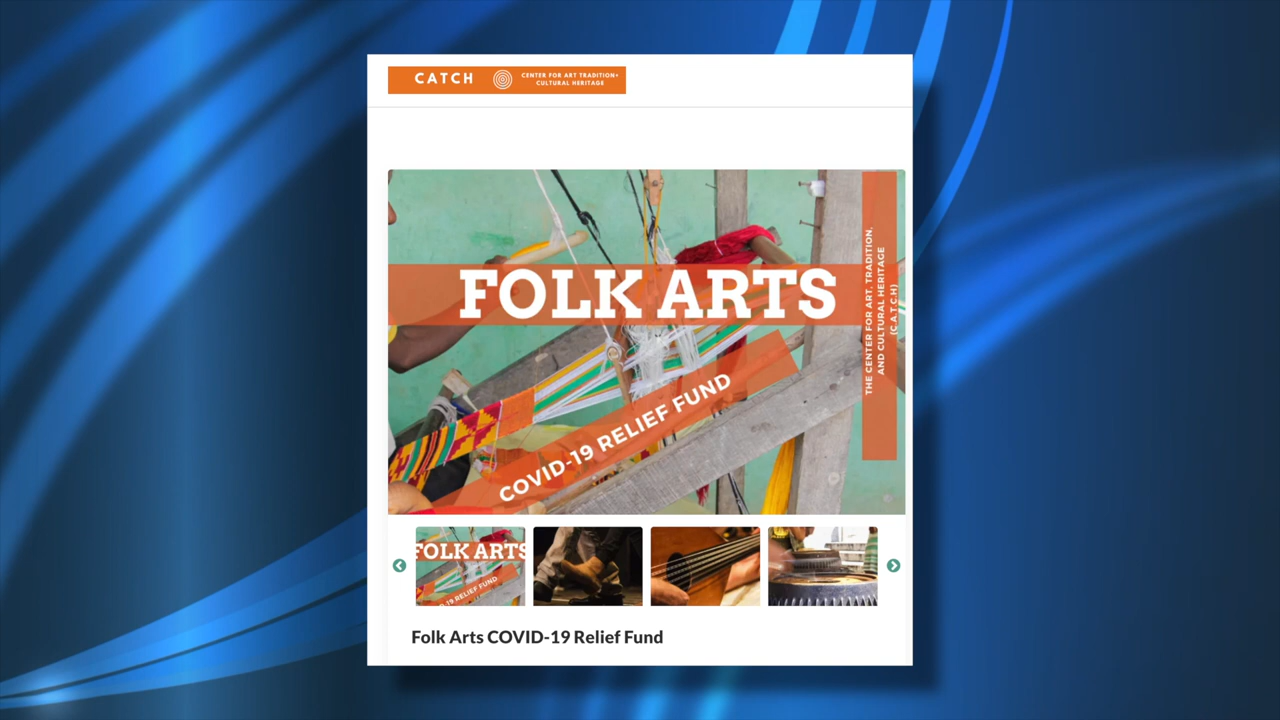 CATCH
CENTER FOR ART TRADITION+
CULTURAL HERITAGE
FOLK ARTS
THE CENTER FOR ART, TRADITION,
AND CULTURAL HERITAGE
(C.A.T.C.H)
COVID-19 RELIEF FUND
FOLK ARTS
D-19 RELIEF FUND
Folk Arts COVID-19 Relief Fund